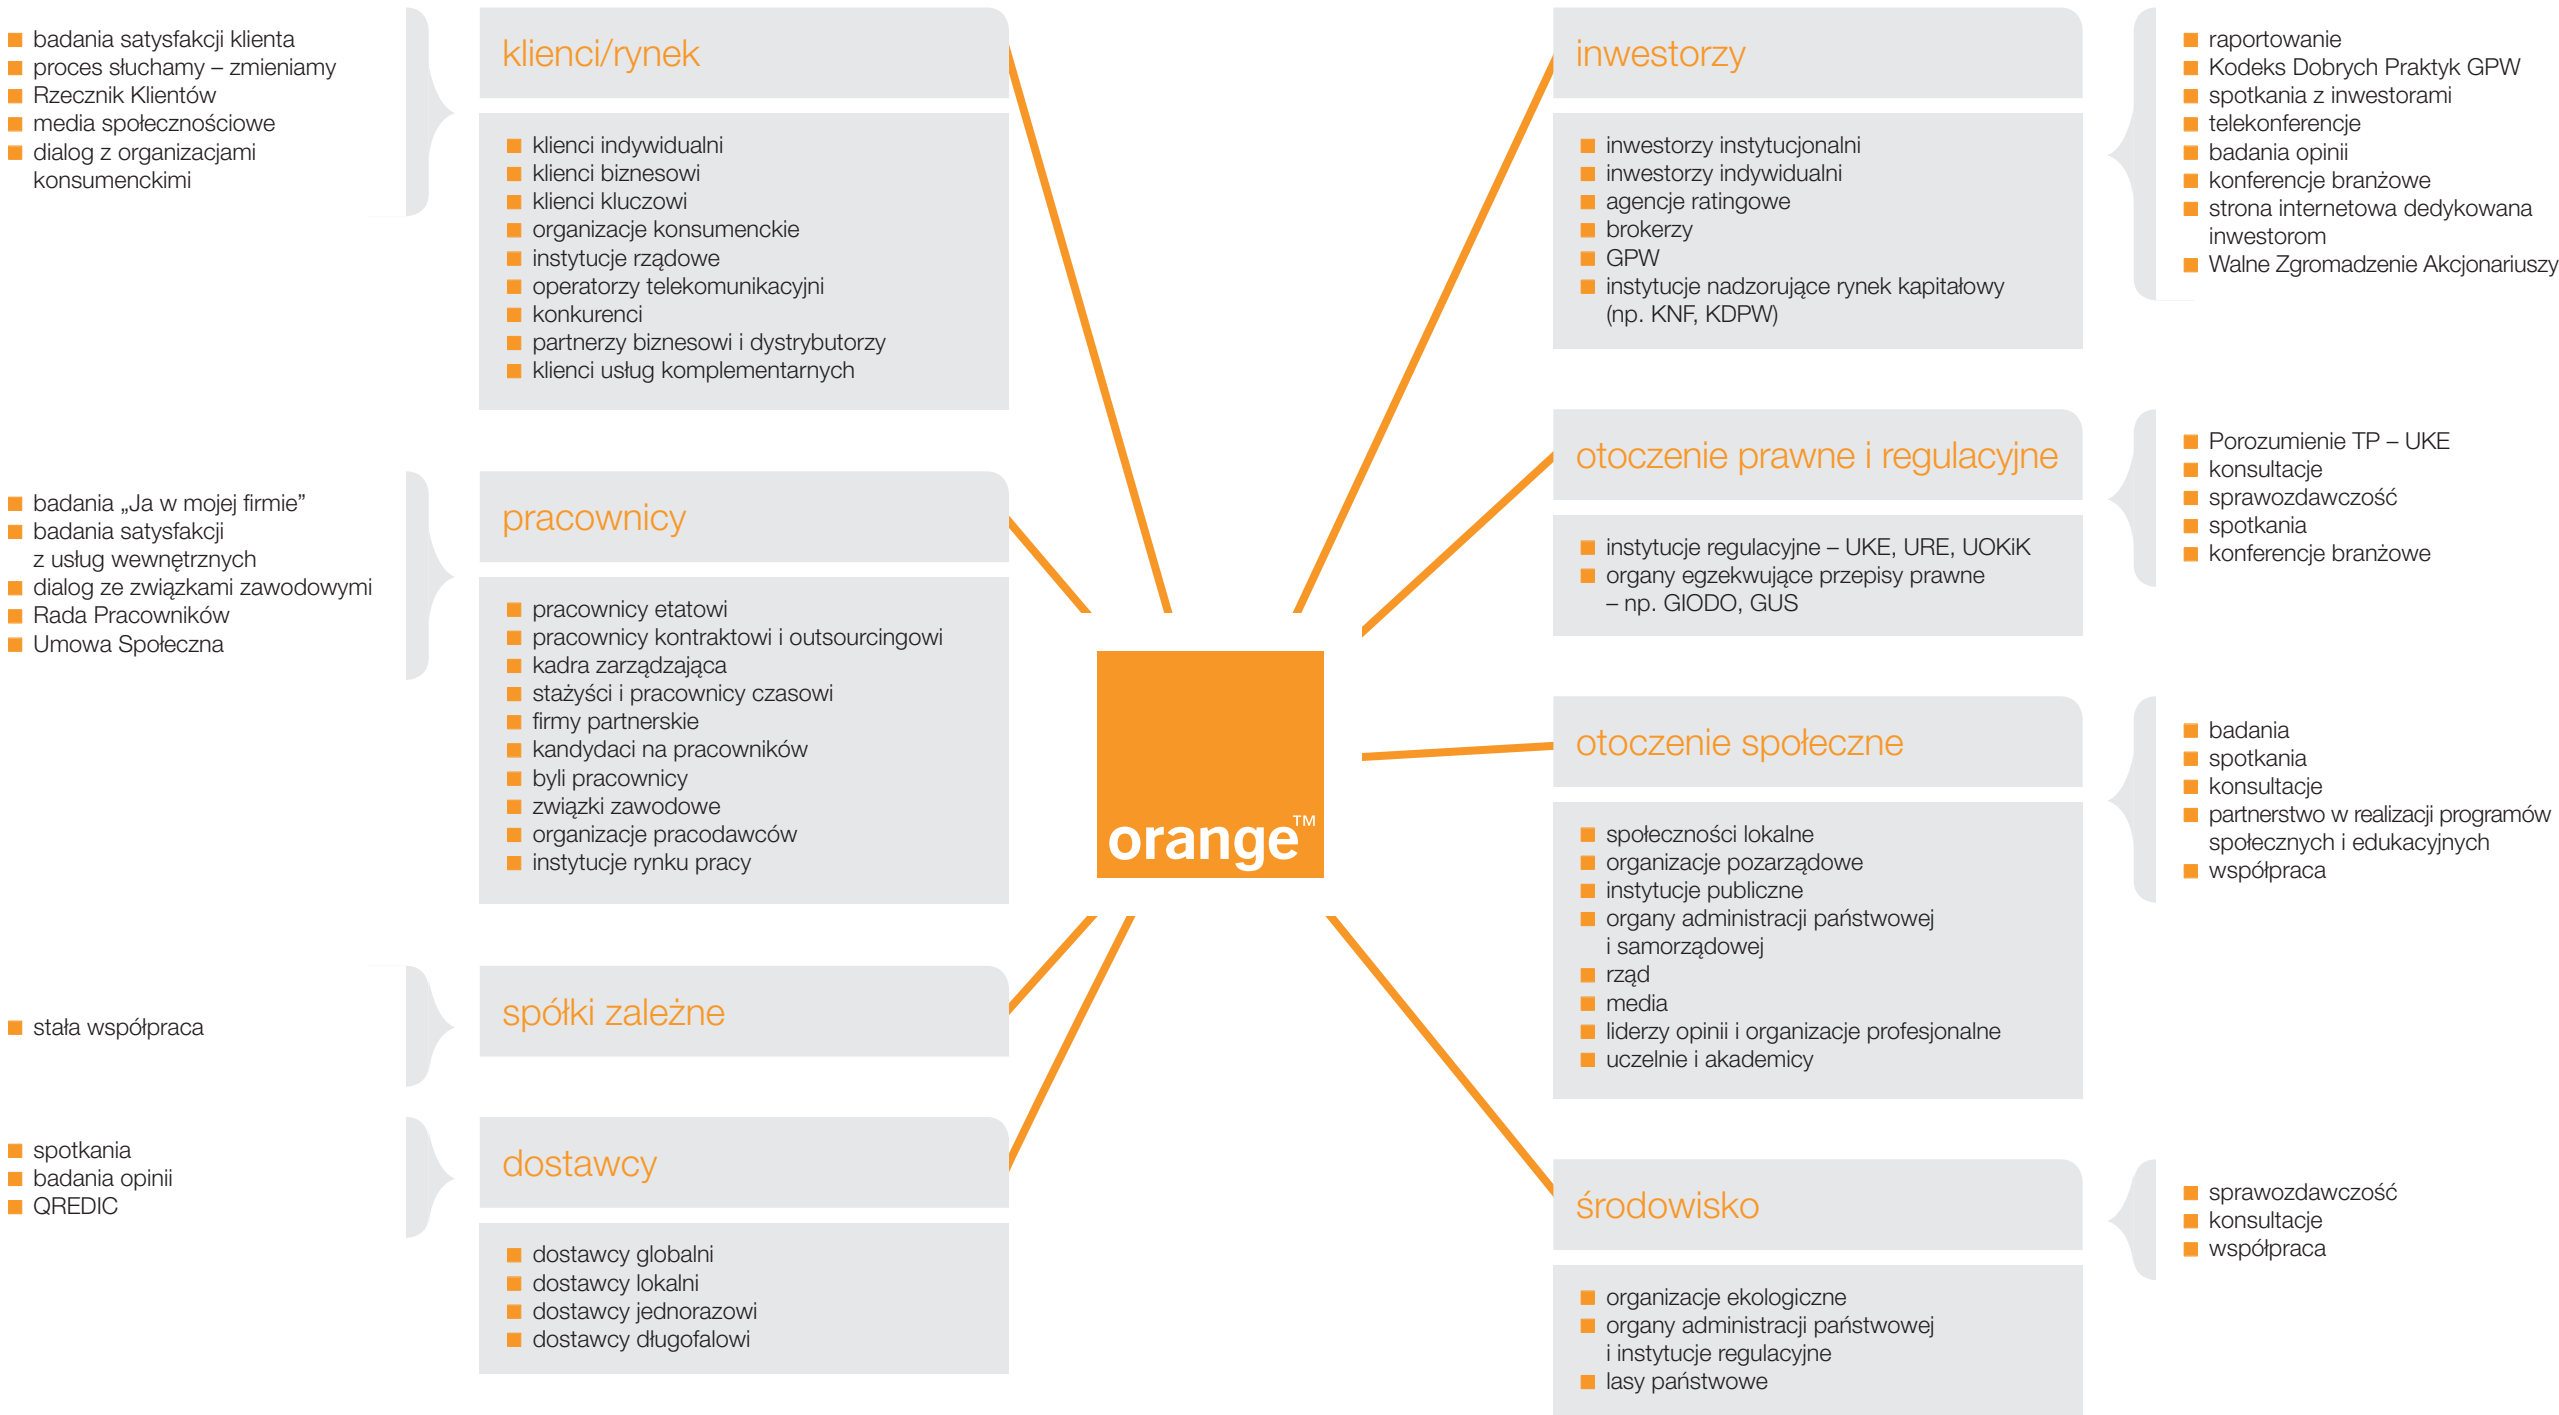 badania satysfakcji klienta
proces słuchamy – zmieniamy
Rzecznik Klientów
media społecznościowe
dialog z organizacjami
konsumenckimi
klienci/rynek
klienci indywidualni
klienci biznesowi
klienci kluczowi
organizacje konsumenckie
instytucje rządowe
operatorzy telekomunikacyjni
konkurenci
partnerzy biznesowi i dystrybutorzy
klienci usług komplementarnych
badania „Ja w mojej firmie”
badania satysfakcji
z usług wewnętrznych
dialog ze związkami zawodowymi
Rada Pracowników
Umowa Społeczna
pracownicy
pracownicy etatowi
pracownicy kontraktowi i outsourcingowi
kadra zarządzająca
stażyści i pracownicy czasowi
firmy partnerskie
kandydaci na pracowników
byli pracownicy
związki zawodowe
organizacje pracodawców
instytucje rynku pracy
stała współpraca
spółki zależne
spotkania
badania opinii
QREDIC
dostawcy
dostawcy globalni
dostawcy lokalni
dostawcy jednorazowi
dostawcy długofalowi
orange™
inwestorzy
inwestorzy instytucjonalni
inwestorzy indywidualni
agencje ratingowe
brokerzy
GPW
instytucje nadzorujące rynek kapitałowy
(np. KNF, KDPW)
raportowanie
Kodeks Dobrych Praktyk GPW
spotkania z inwestorami
telekonferencje
badania opinii
konferencje branżowe
strona internetowa dedykowana
inwestorom
Walne Zgromadzenie Akcjonariuszy
otoczenie prawne i regulacyjne
instytucje regulacyjne – UKE, URE, UOKiK
organy egzekwujące przepisy prawne
– np. GIODO, GUS
Porozumienie TP – UKE
konsultacje
sprawozdawczość
spotkania
konferencje branżowe
otoczenie społeczne
społeczności lokalne
organizacje pozarządowe
instytucje publiczne
organy administracji państwowej
i samorządowej
rząd
media
liderzy opinii i organizacje profesjonalne
uczelnie i akademicy
badania
spotkania
konsultacje
partnerstwo w realizacji programów
społecznych i edukacyjnych
współpraca
środowisko
organizacje ekologiczne
organy administracji państwowej
i instytucje regulacyjne
lasy państwowe
sprawozdawczość
konsultacje
współpraca